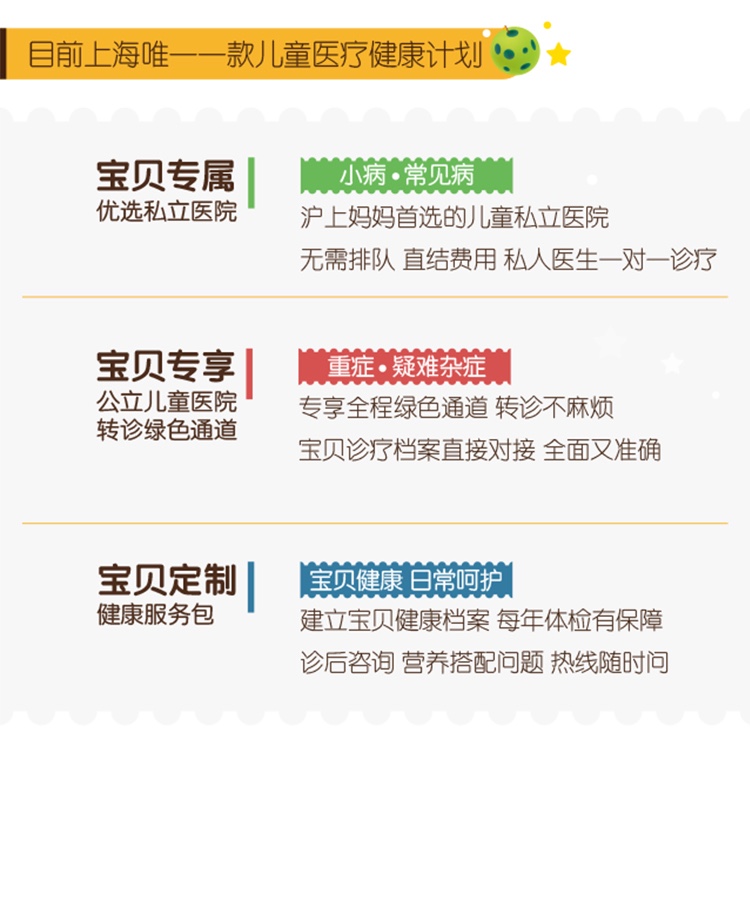 目前上海唯一一款儿童医疗健康计划
宝贝专属
优选私立医院
小病•常见病
沪上妈妈首选的儿童私立医院
无需排队 直结费用 私人医生一对一诊疗
宝贝专享
公立儿童医院
转诊绿色通道
重症•疑难杂症
专享全程绿色通道 转诊不麻烦
宝贝诊疗档案直接对接 全面又准确
宝贝定制
健康服务包
宝贝健康 日常呵护
建立宝贝健康档案 每年体检有保障
诊后咨询 营养搭配问题 热线随时问